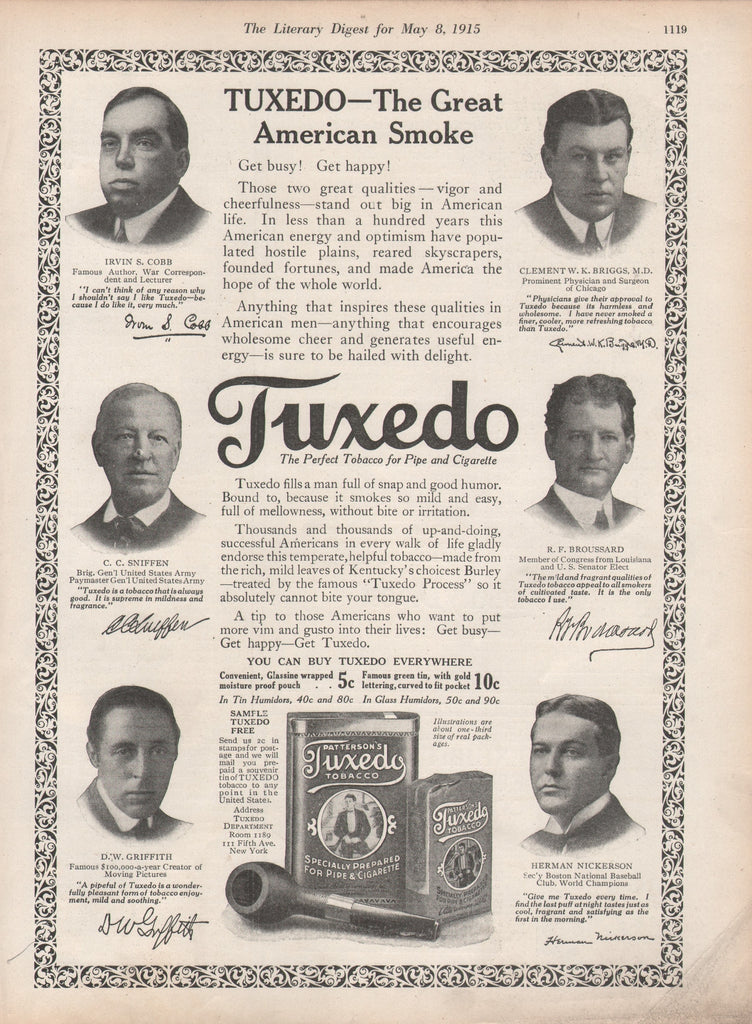 The Literary Digest for May 8, 1915
1119
TUXEDO—The Great
American Smoke
Get busy! Get happy!
Those two great qualities—vigor and
cheerfulness—stand out big in American
life. In less than a hundred years this
American energy and optimism have popu-
lated hostile plains, reared skyscrapers,
founded fortunes, and made America the
hope of the whole world.
Anything that inspires these qualities in
American men—anything that encourages
wholesome cheer and generates useful en-
ergy—is sure to be hailed with delight.
IRVIN S. COBB
Famous Author, War Correspon-
dent and Lecturer
"I can't think of any reason why
I shouldn't say I like Tuxedo—be-
cause I do like it, very much."
Irvin S. Cobb
CLEMENT W. K. BRIGGS, M.D.
Prominent Physician and Surgeon
of Chicago
"Physicians give their approval to
Tuxedo because its harmless and
wholesome. I have never smoked a
finer, cooler, more refreshing tobacco
than Tuxedo."
Clement W. K. Briggs M.D.
Tuxedo
The Perfect Tobacco for Pipe and Cigarette
Tuxedo fills a man full of snap and good humor.
Bound to, because it smokes so mild and easy,
full of mellowness, without bite or irritation.
Thousands and thousands of up-and-doing,
successful Americans in every walk of life gladly
endorse this temperate, helpful tobacco—made from
the rich, mild leaves of Kentucky's choicest Burley
—treated by the famous "Tuxedo Process" so it
absolutely cannot bite your tongue.
A tip to those Americans who want to put
more vim and gusto into their lives: Get busy—
Get happy—Get Tuxedo.
C. C. SNIFFEN
Brig. Gen'l United States Army
Paymaster Gen'l United States Army
"Tuxedo is a tobacco that is always
good. It is supreme in mildness and
fragrance."
C C Sniffen
R. F. BROUSSARD
Member of Congress from Louisiana
and U. S. Senator Elect
"The mild and fragrant qualities of
Tuxedo tobacco appeal to all smokers
of cultivated taste. It is the only
tobacco I use."
R F Broussard
YOU CAN BUY TUXEDO EVERYWHERE
Convenient, Glassine wrapped
moisture proof pouch . . 5c
Famous green tin, with gold
lettering, curved to fit pocket 10c
In Tin Humidors, 40c and 80c In Glass Humidors, 50c and 90c
SAMPLE
TUXEDO
FREE
Send us 2c in
stamps for post-
age and we will
mail you pre-
paid a souvenir
tin of TUXEDO
tobacco to any
point in the
United States.
Address
TUXEDO
DEPARTMENT
Room 1189
111 Fifth Ave.
New York
Illustrations are
about one-third
size of real pack-
ages.
PATTERSON'S
Tuxedo
TOBACCO
SPECIALLY PREPARED
FOR PIPE & CIGARETTE
PATTERSON'S
Tuxedo
TOBACCO
SPECIALLY PREPARED
FOR PIPE & CIGARETTE
D. W. GRIFFITH
Famous $100,000-a-year Creator of
Moving Pictures
"A pipeful of Tuxedo is a wonder-
fully pleasant form of tobacco enjoy-
ment, mild and soothing."
D W Griffith
HERMAN NICKERSON
Sec'y Boston National Baseball
Club, World Champions
"Give me Tuxedo every time. I
find the last puff at night tastes just as
cool, fragrant and satisfying as the
first in the morning."
Herman Nickerson